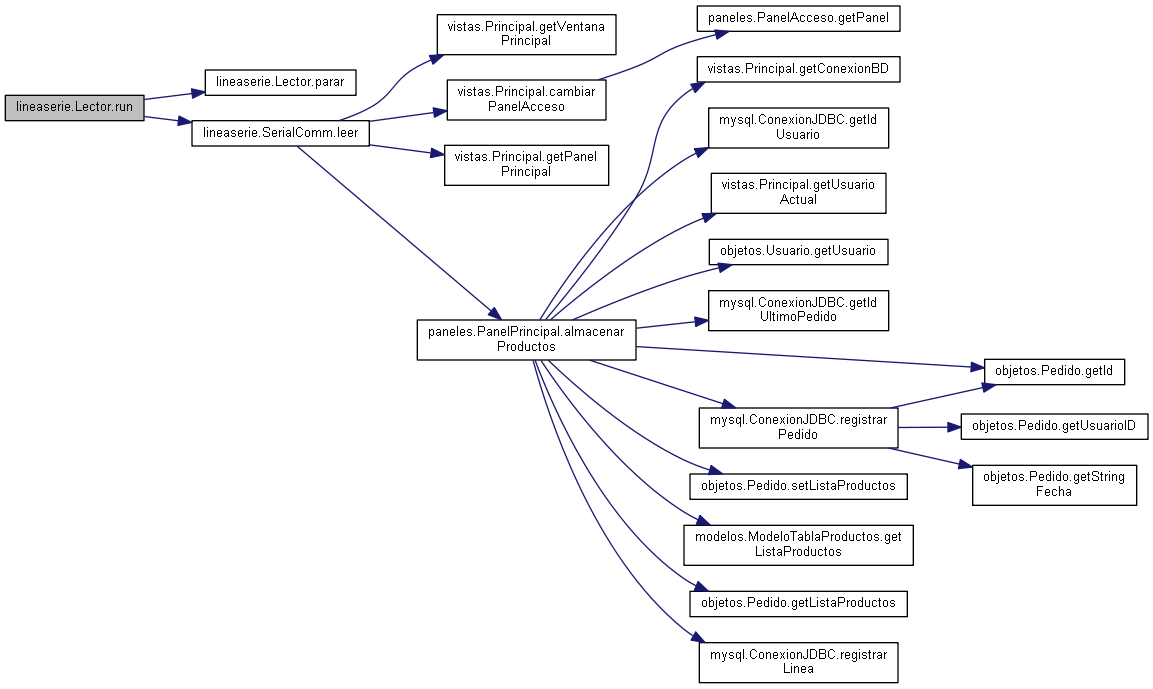 lineaserie.Lector.run
lineaserie.Lector.parar
lineaserie.SerialComm.leer
vistas.Principal.getVentana
Principal
vistas.Principal.cambiar
PanelAcceso
vistas.Principal.getPanel
Principal
paneles.PanelPrincipal.almacenar
Productos
paneles.PanelAcceso.getPanel
vistas.Principal.getConexionBD
mysql.ConexionJDBC.getId
Usuario
vistas.Principal.getUsuario
Actual
objetos.Usuario.getUsuario
mysql.ConexionJDBC.getId
UltimoPedido
mysql.ConexionJDBC.registrar
Pedido
objetos.Pedido.setListaProductos
modelos.ModeloTablaProductos.get
ListaProductos
objetos.Pedido.getListaProductos
mysql.ConexionJDBC.registrar
Linea
objetos.Pedido.getId
objetos.Pedido.getUsuarioID
objetos.Pedido.getString
Fecha